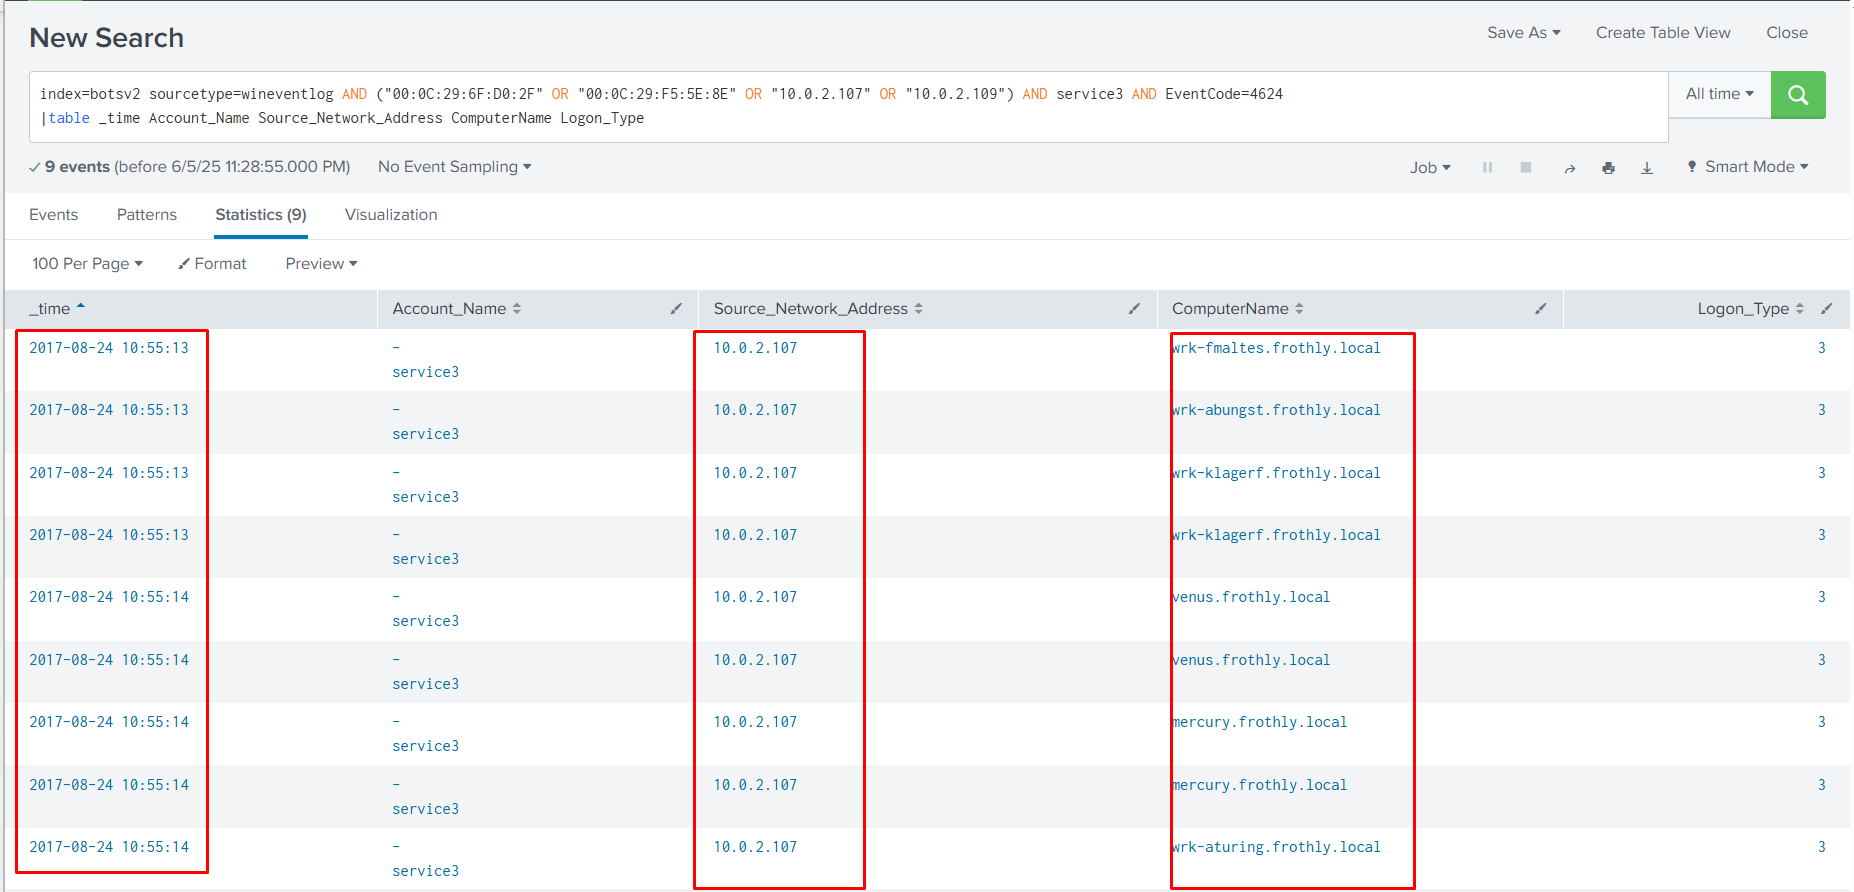 New Search
Save As Create Table View Close
index=botsv2 sourcetype=wineventlog AND ("00:0C:29:6F:D0:2F" OR "00:0C:29:F5:5E:8E" OR "10.0.2.107" OR "10.0.2.109") AND service3 AND EventCode=4624
|table _time Account_Name Source_Network_Address ComputerName Logon_Type
All time
9 events (before 6/5/25 11:28:55.000 PM) No Event Sampling Job Smart Mode
Events Patterns Statistics (9) Visualization
100 Per Page Format Preview
_time Account_Name Source_Network_Address ComputerName Logon_Type
2017-08-24 10:55:13 - 10.0.2.107 wrk-fmaltes.frothly.local 3
service3
2017-08-24 10:55:13 - 10.0.2.107 wrk-abungst.frothly.local 3
service3
2017-08-24 10:55:13 - 10.0.2.107 wrk-klagerf.frothly.local 3
service3
2017-08-24 10:55:13 - 10.0.2.107 wrk-klagerf.frothly.local 3
service3
2017-08-24 10:55:14 - 10.0.2.107 venus.frothly.local 3
service3
2017-08-24 10:55:14 - 10.0.2.107 venus.frothly.local 3
service3
2017-08-24 10:55:14 - 10.0.2.107 mercury.frothly.local 3
service3
2017-08-24 10:55:14 - 10.0.2.107 mercury.frothly.local 3
service3
2017-08-24 10:55:14 - 10.0.2.107 wrk-aturing.frothly.local 3
service3